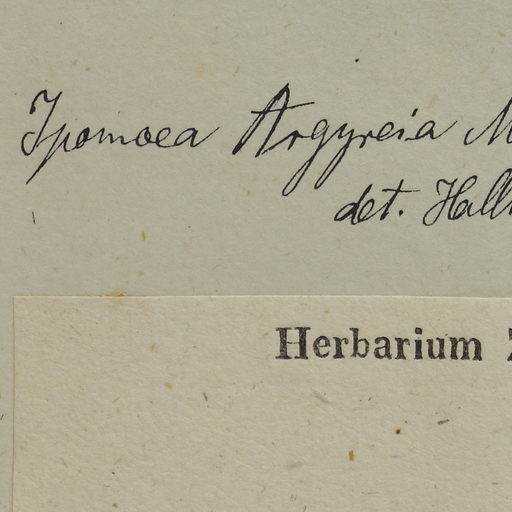 Ipomoea Argyreia M
det. Hall
Herbarium